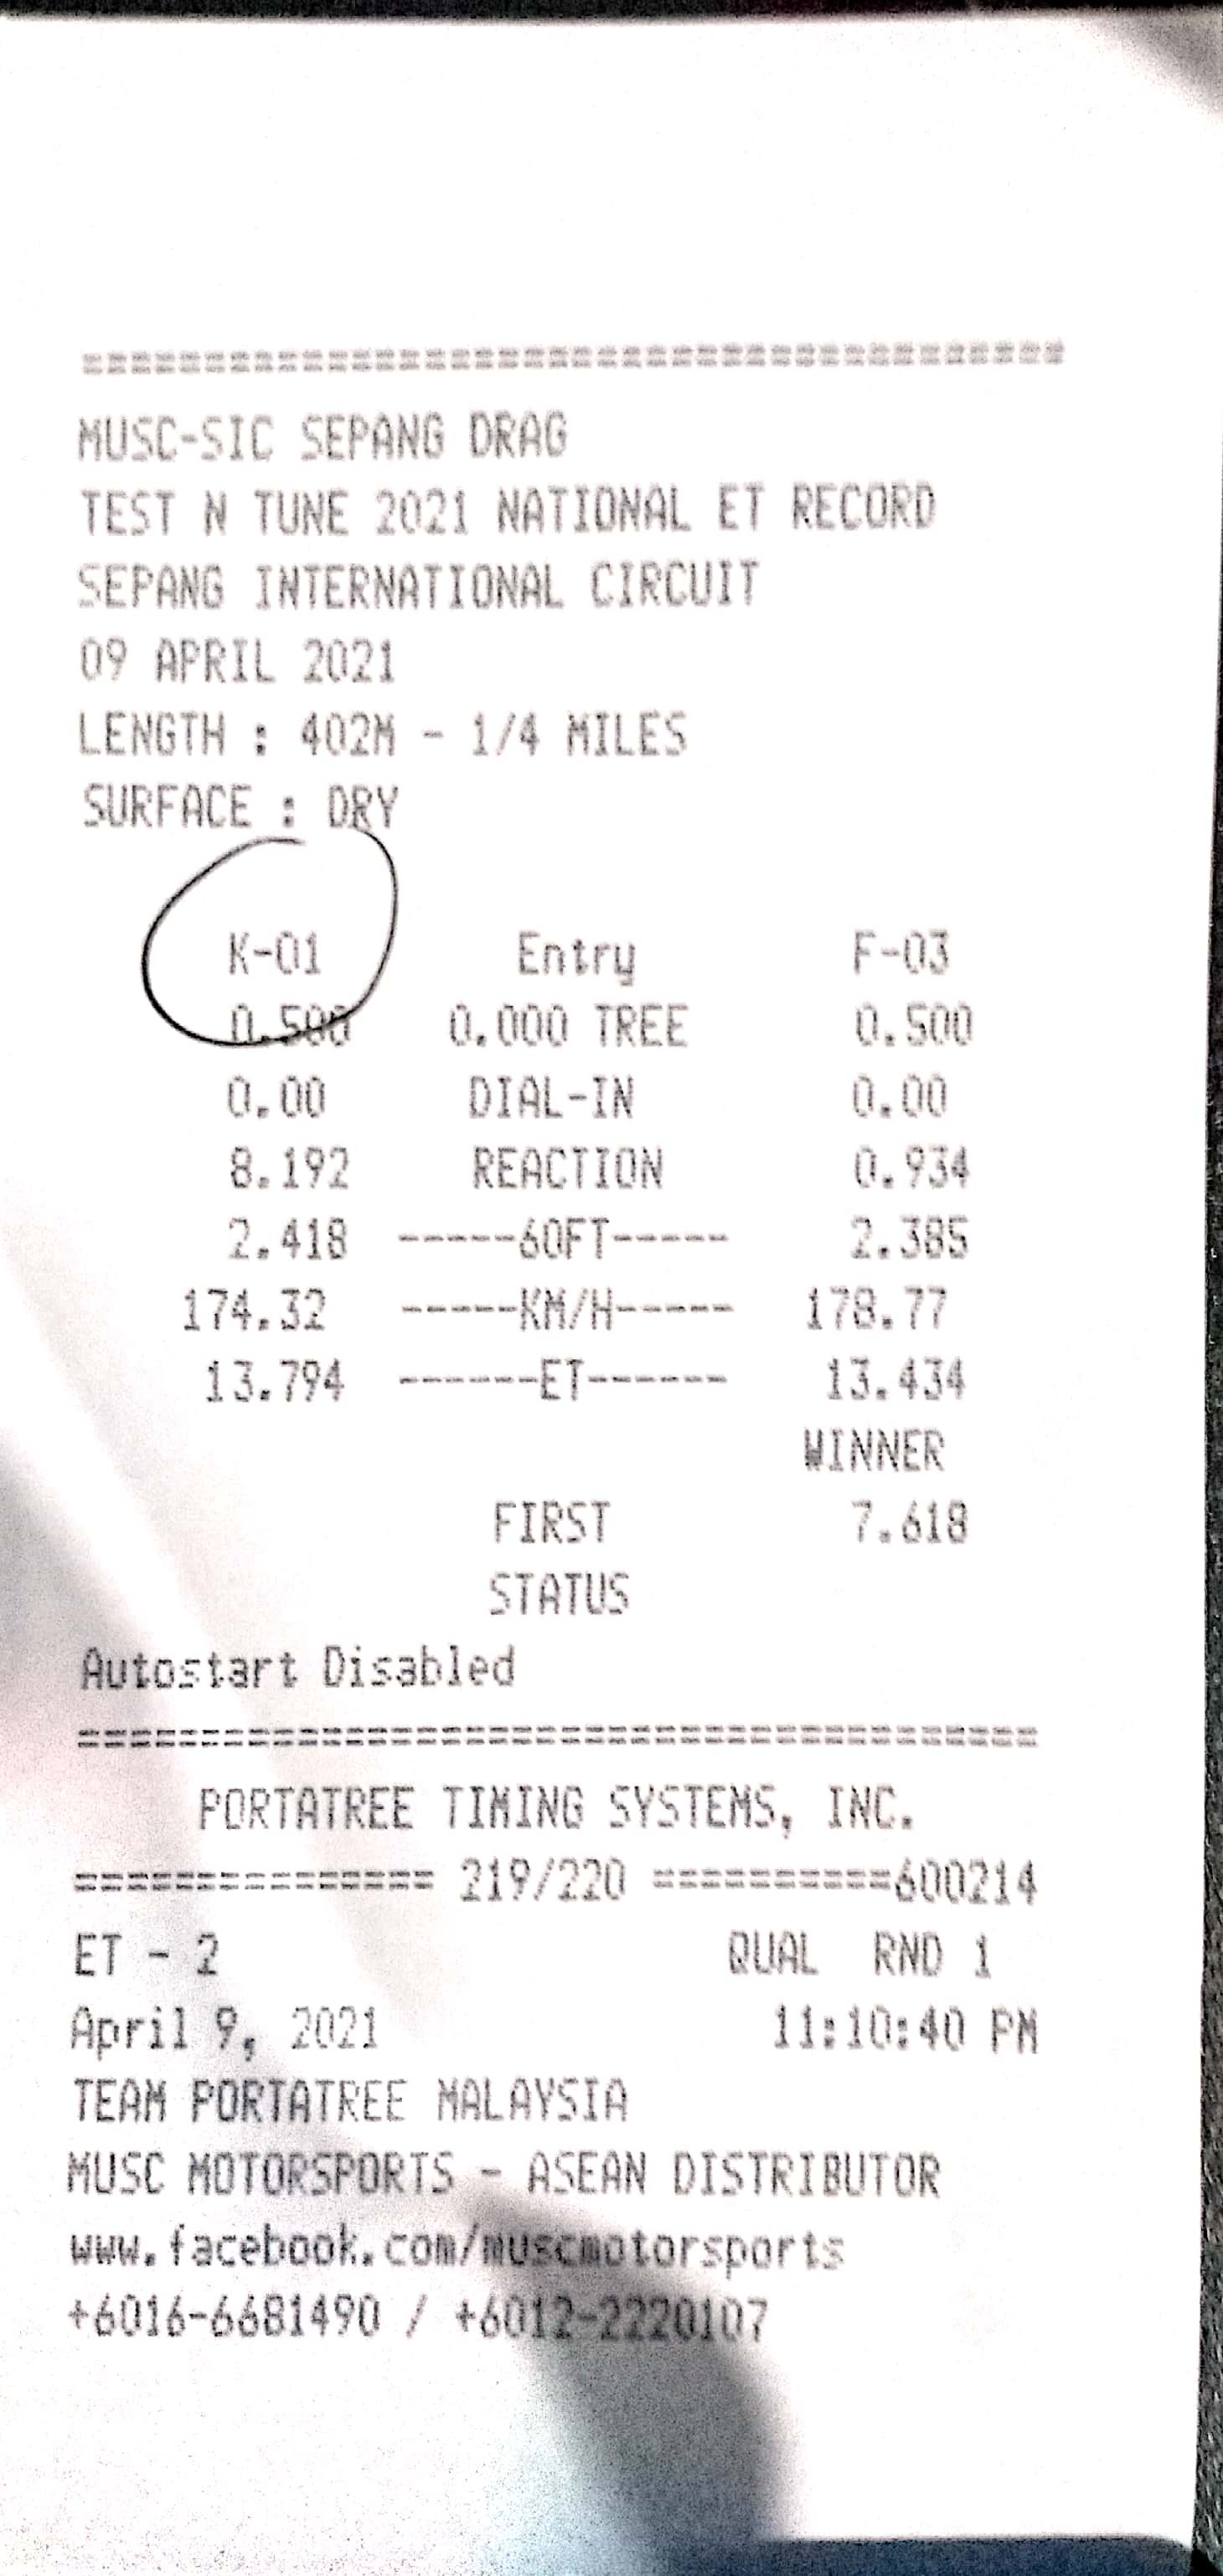 ==========================================
MUSC-SIC SEPANG DRAG
TEST N TUNE 2021 NATIONAL ET RECORD
SEPANG INTERNATIONAL CIRCUIT
09 APRIL 2021
LENGTH : 402M - 1/4 MILES
SURFACE : DRY
K-01 Entry F-03
0.500 0.000 TREE 0.500
0.00 DIAL-IN 0.00
8.192 REACTION 0.934
2.418 -----60FT----- 2.385
174.32 -----KM/H----- 178.77
13.794 ------ET------ 13.434
WINNER
FIRST 7.618
STATUS
Autostart Disabled
==========================================
PORTATREE TIMING SYSTEMS, INC.
=============== 219/220 ==========600214
ET - 2 QUAL RND 1
April 9, 2021 11:10:40 PM
TEAM PORTATREE MALAYSIA
MUSC MOTORSPORTS - ASEAN DISTRIBUTOR
www.facebook.com/muscmotorsports
+6016-6681490 / +6012-2220107